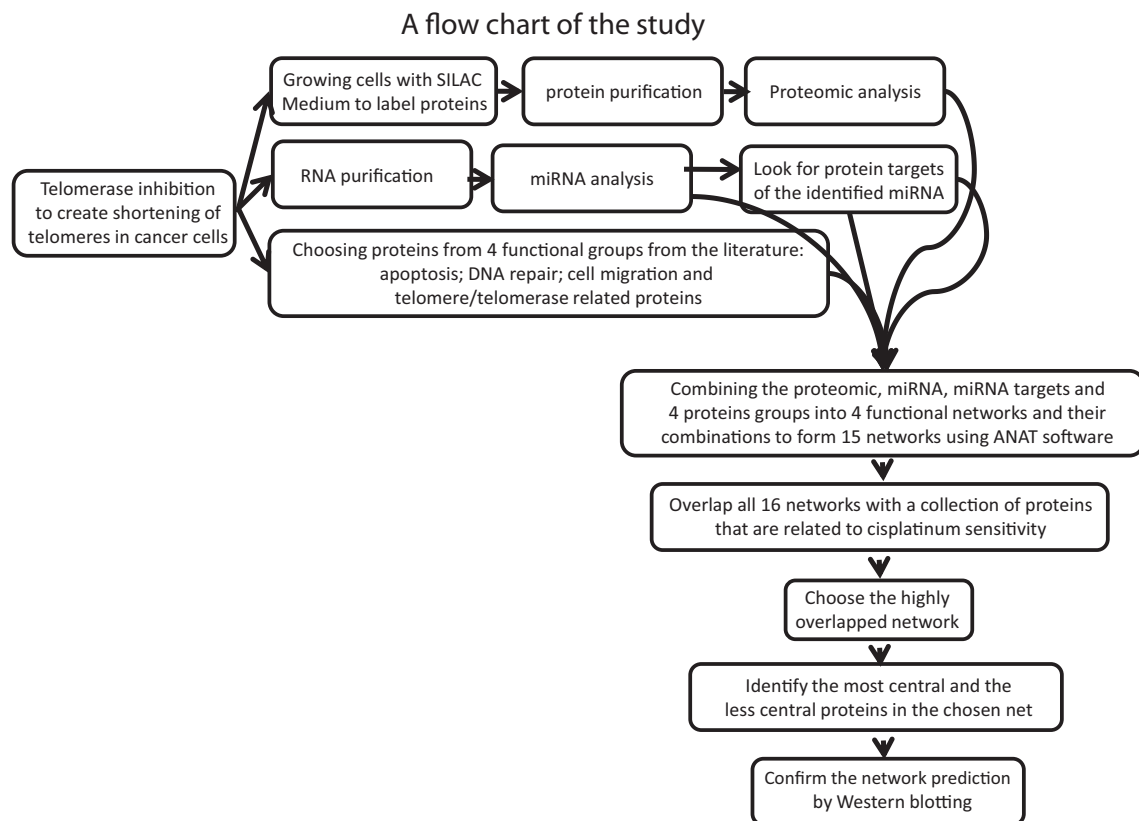 A flow chart of the study
Growing cells with SILAC
Medium to label proteins
protein purification
Proteomic analysis
Telomerase inhibition
to create shortening of
telomeres in cancer cells
RNA purification
miRNA analysis
Look for protein targets
of the identified miRNA
Choosing proteins from 4 functional groups from the literature:
apoptosis; DNA repair; cell migration and
telomere/telomerase related proteins
Combining the proteomic, miRNA, miRNA targets and
4 proteins groups into 4 functional networks and their
combinations to form 15 networks using ANAT software
Overlap all 16 networks with a collection of proteins
that are related to cisplatinum sensitivity
Choose the highly
overlapped network
Identify the most central and the
less central proteins in the chosen net
Confirm the network prediction
by Western blotting